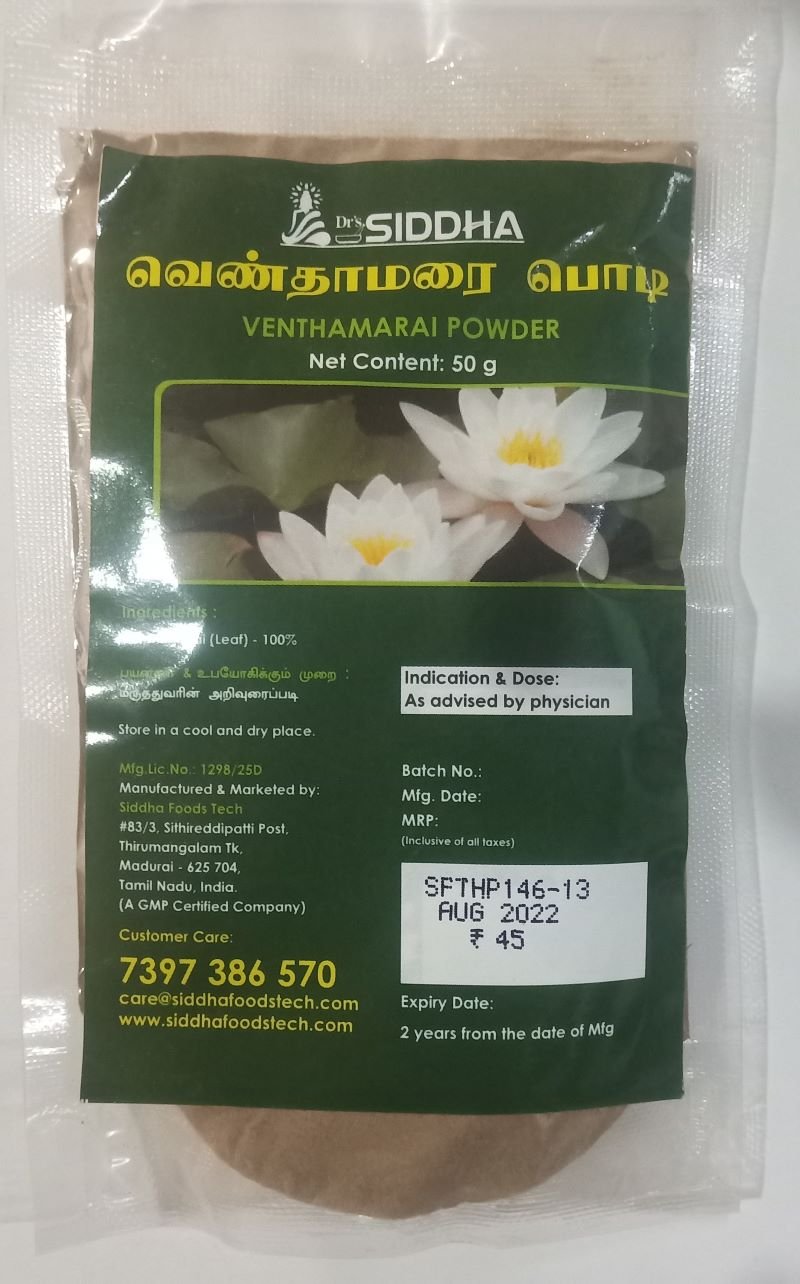 Dr's SIDDHA
வெண்தாமரை பொடி
VENTHAMARAI POWDER
Net Content: 50 g
Ingredients :
(Leaf) - 100%
பயன்கள் & உபயோகிக்கும் முறை :
மருத்துவரின் அறிவுரைப்படி
Store in a cool and dry place.
Indication & Dose:
As advised by physician
Mfg.Lic.No.: 1298/25D
Manufactured & Marketed by:
Siddha Foods Tech
#83/3, Sithireddipatti Post,
Thirumangalam Tk,
Madurai - 625 704,
Tamil Nadu, India.
(A GMP Certified Company)
Customer Care:
7397 386 570
care@siddhafoodstech.com
www.siddhafoodstech.com
Batch No.:
Mfg. Date:
MRP:
(Inclusive of all taxes)
SFTHP146-13
AUG 2022
₹ 45
Expiry Date:
2 years from the date of Mfg